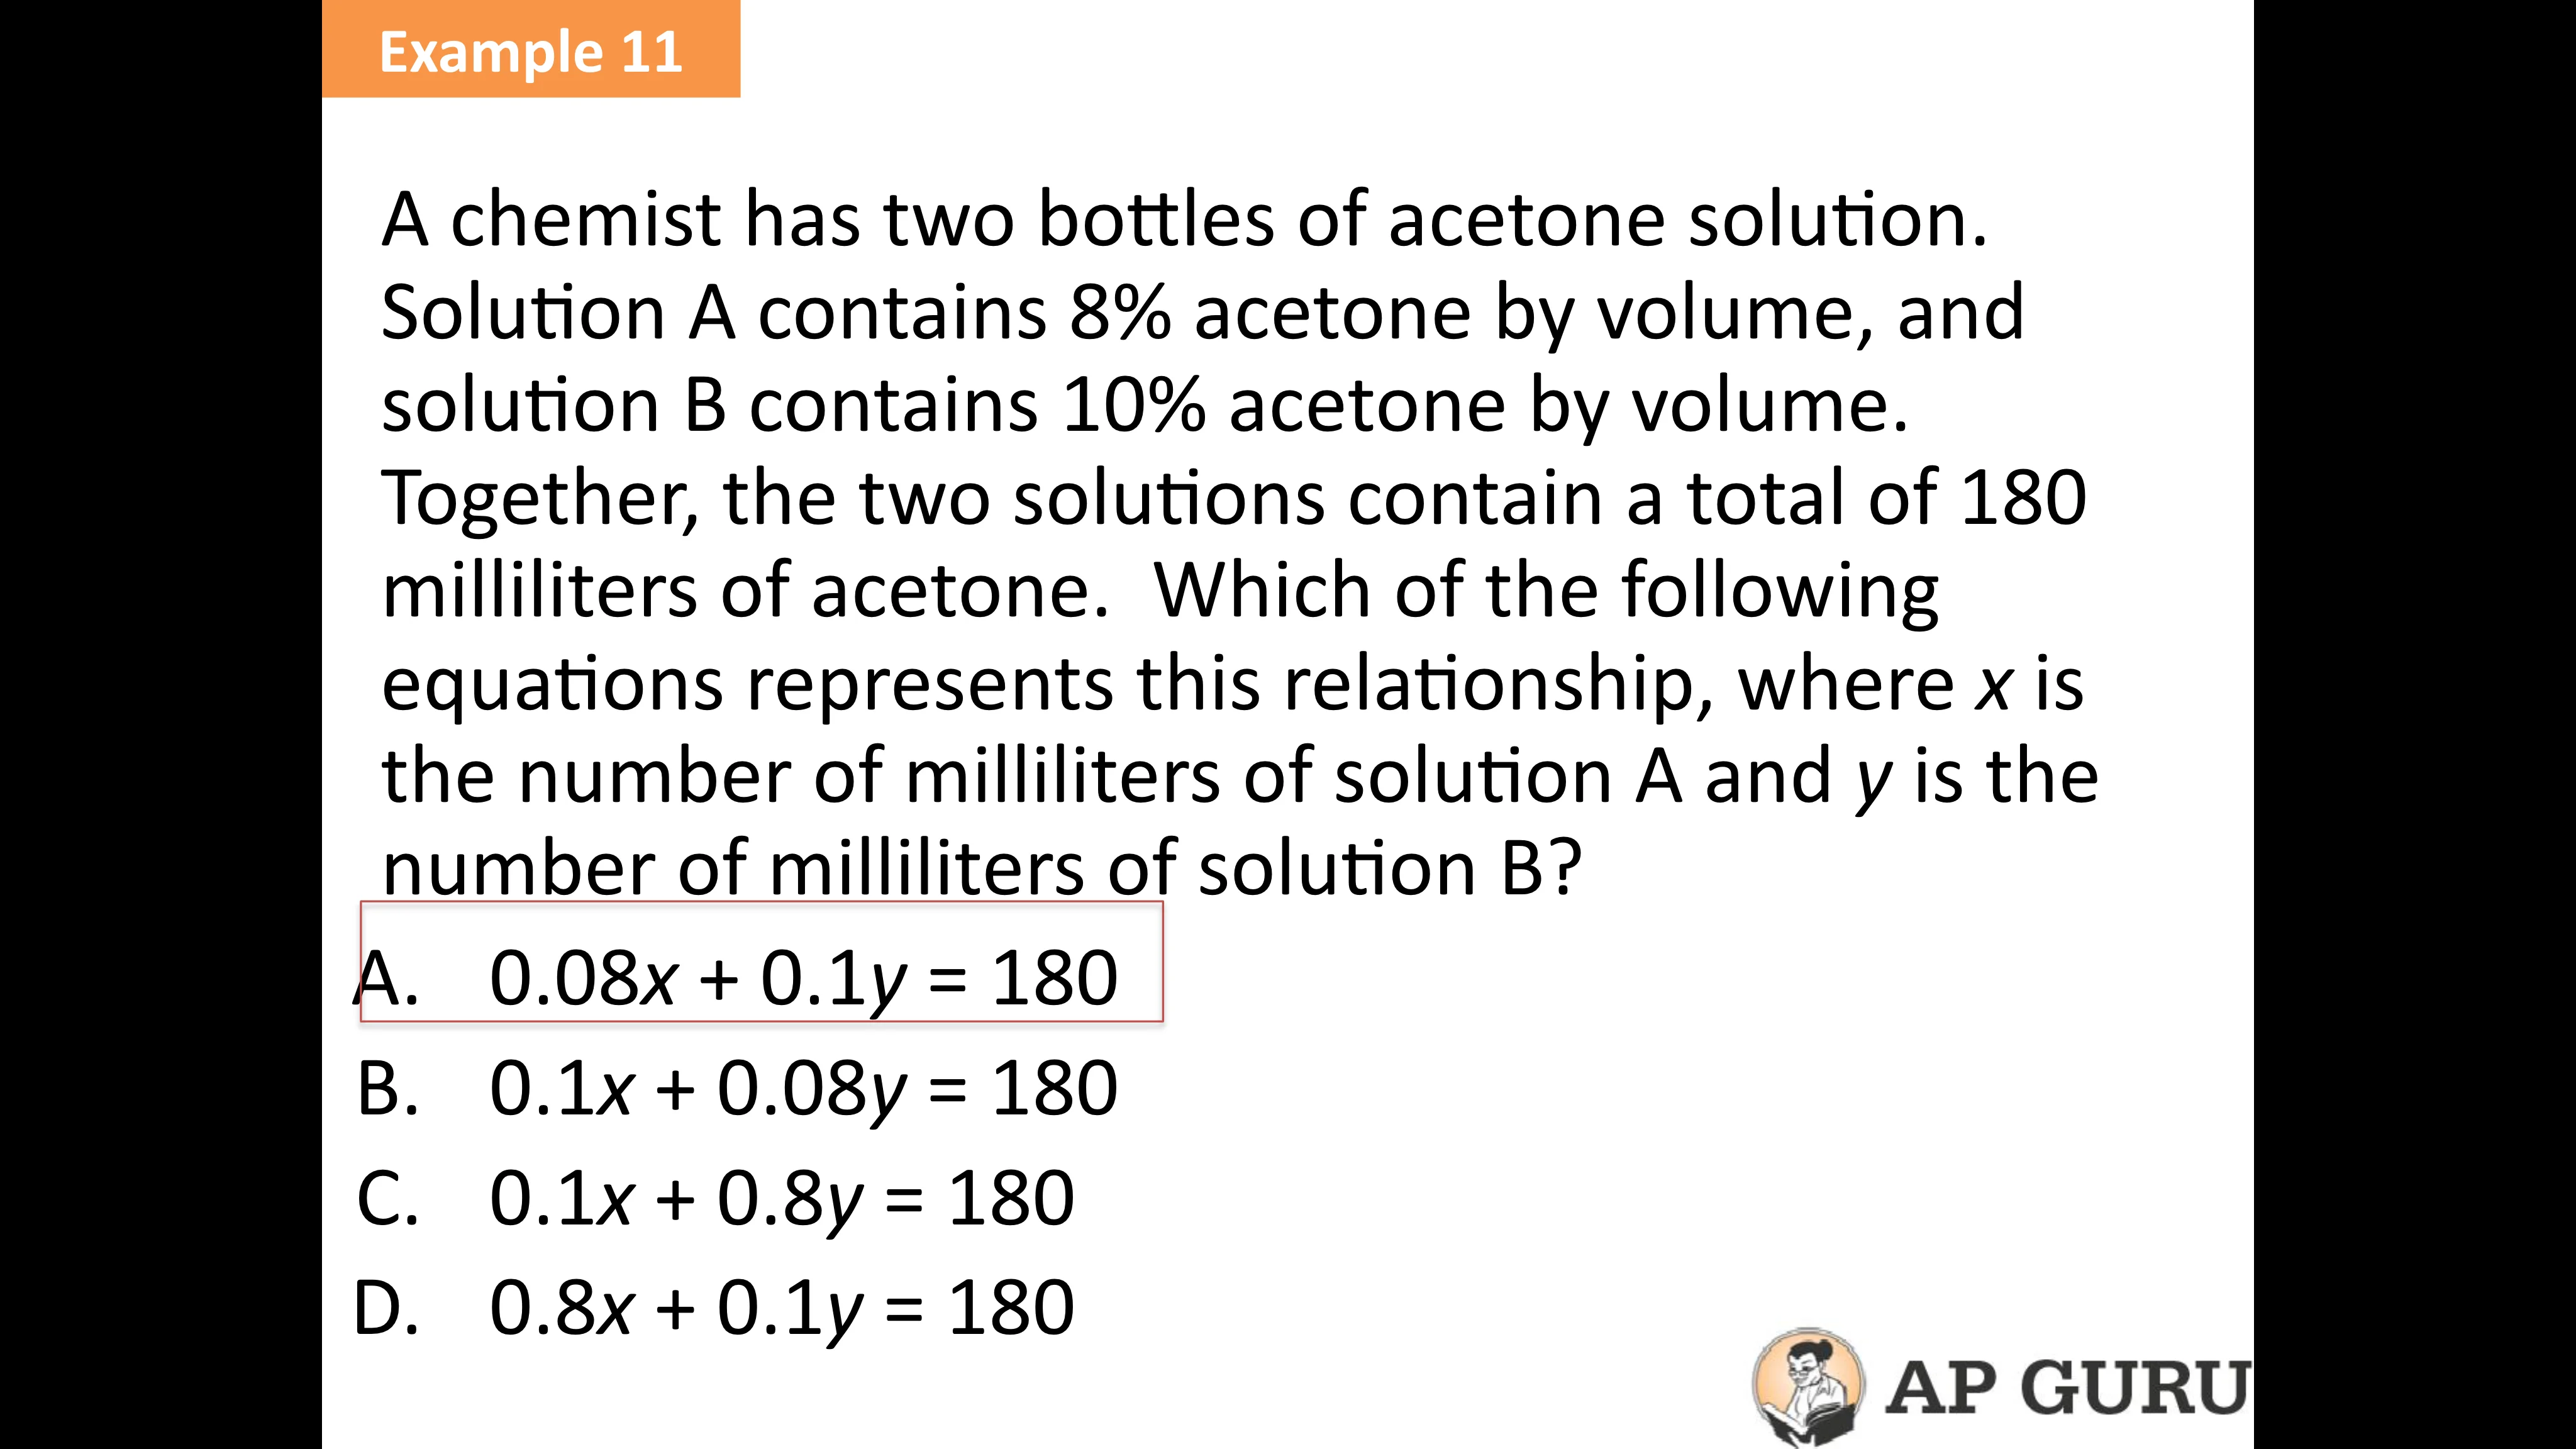 Example 11
A chemist has two bottles of acetone solution.
Solution A contains 8% acetone by volume, and
solution B contains 10% acetone by volume.
Together, the two solutions contain a total of 180
milliliters of acetone.  Which of the following
equations represents this relationship, where x is
the number of milliliters of solution A and y is the
number of milliliters of solution B?
A. 0.08x + 0.1y = 180
B. 0.1x + 0.08y = 180
C. 0.1x + 0.8y = 180
D. 0.8x + 0.1y = 180
AP GURU